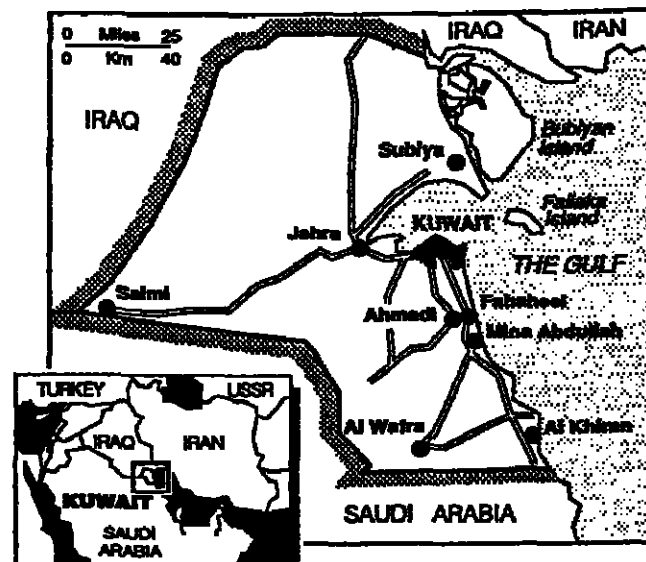 0 Miles 25
0 Km 40
IRAQ
IRAN
IRAQ
Bubiyan
Island
Subiya
Failaka
Island
KUWAIT
Jahra
THE GULF
Salmi
Fahaheel
Ahmadi
Mina Abdullah
TURKEY
USSR
IRAQ
IRAN
KUWAIT
SAUDI
ARABIA
Al Wafra
Al Khiran
SAUDI ARABIA